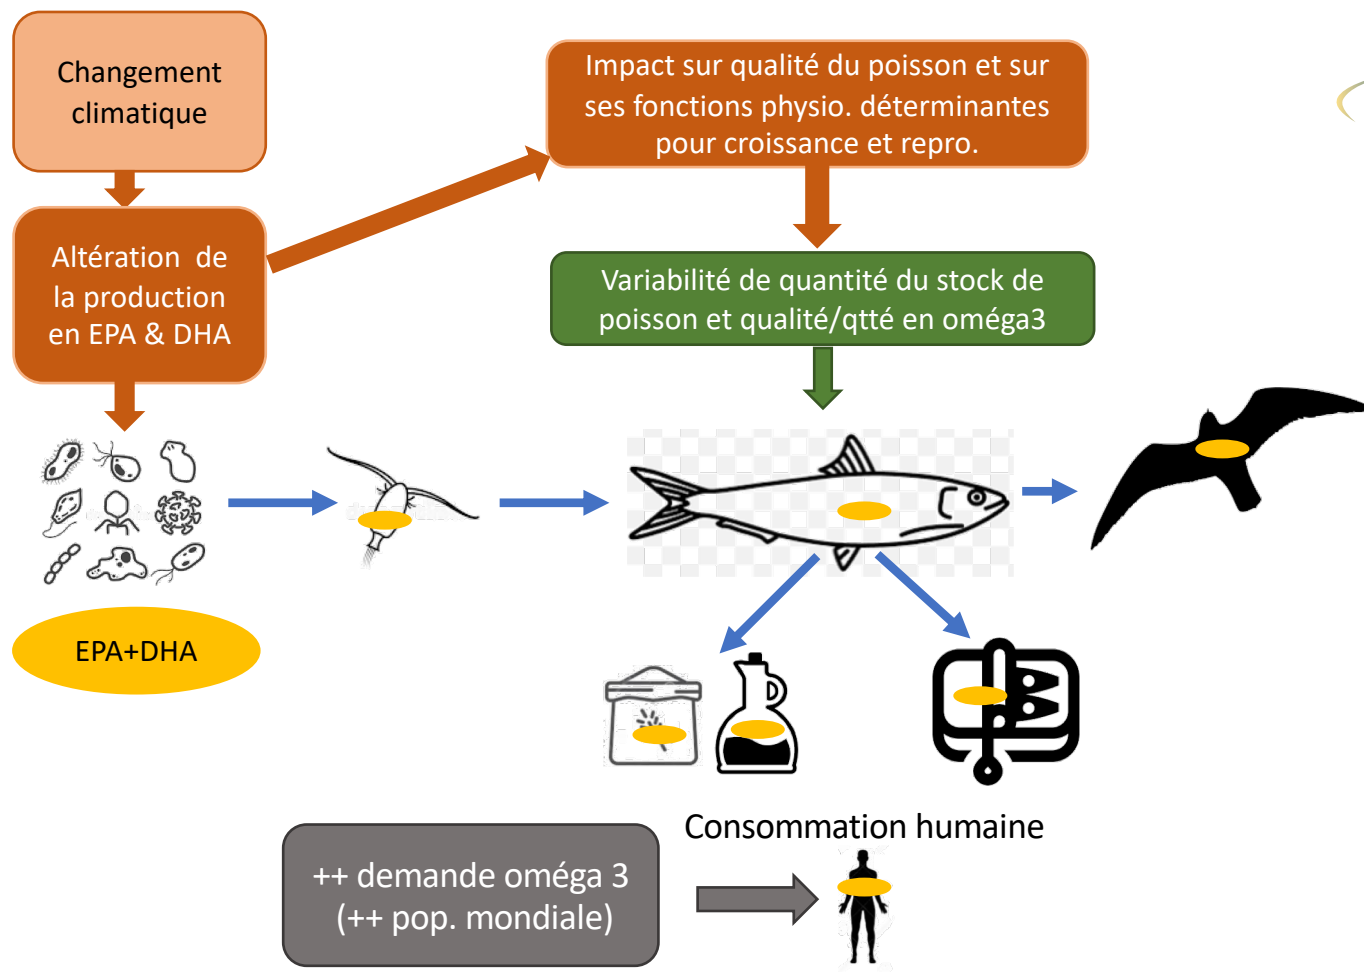 Changement
climatique
Altération de
la production
en EPA & DHA
Impact sur qualité du poisson et sur
ses fonctions physio. déterminantes
pour croissance et repro.
Variabilité de quantité du stock de
poisson et qualité/qtté en oméga3
EPA+DHA
Consommation humaine
++ demande oméga 3
(++ pop. mondiale)